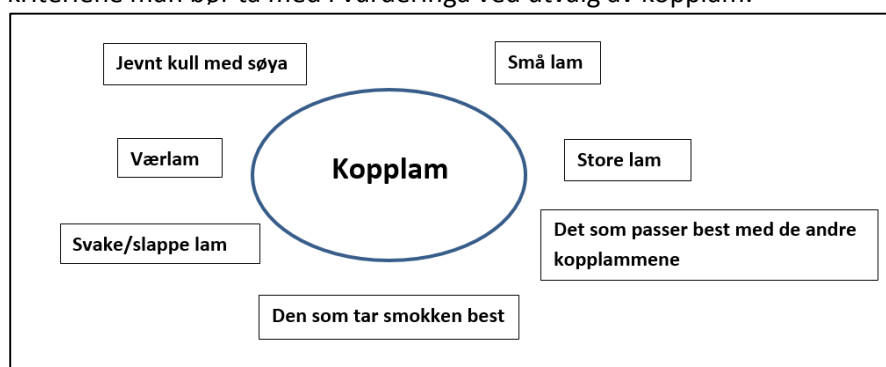 kriteriene man bør ta med i vurderinga ved utvalg av kopplam.
Jevnt kull med søya
Små lam
Værlam
Kopplam
Store lam
Svake/slappe lam
Det som passer best med de andre
kopplammene
Den som tar smokken best